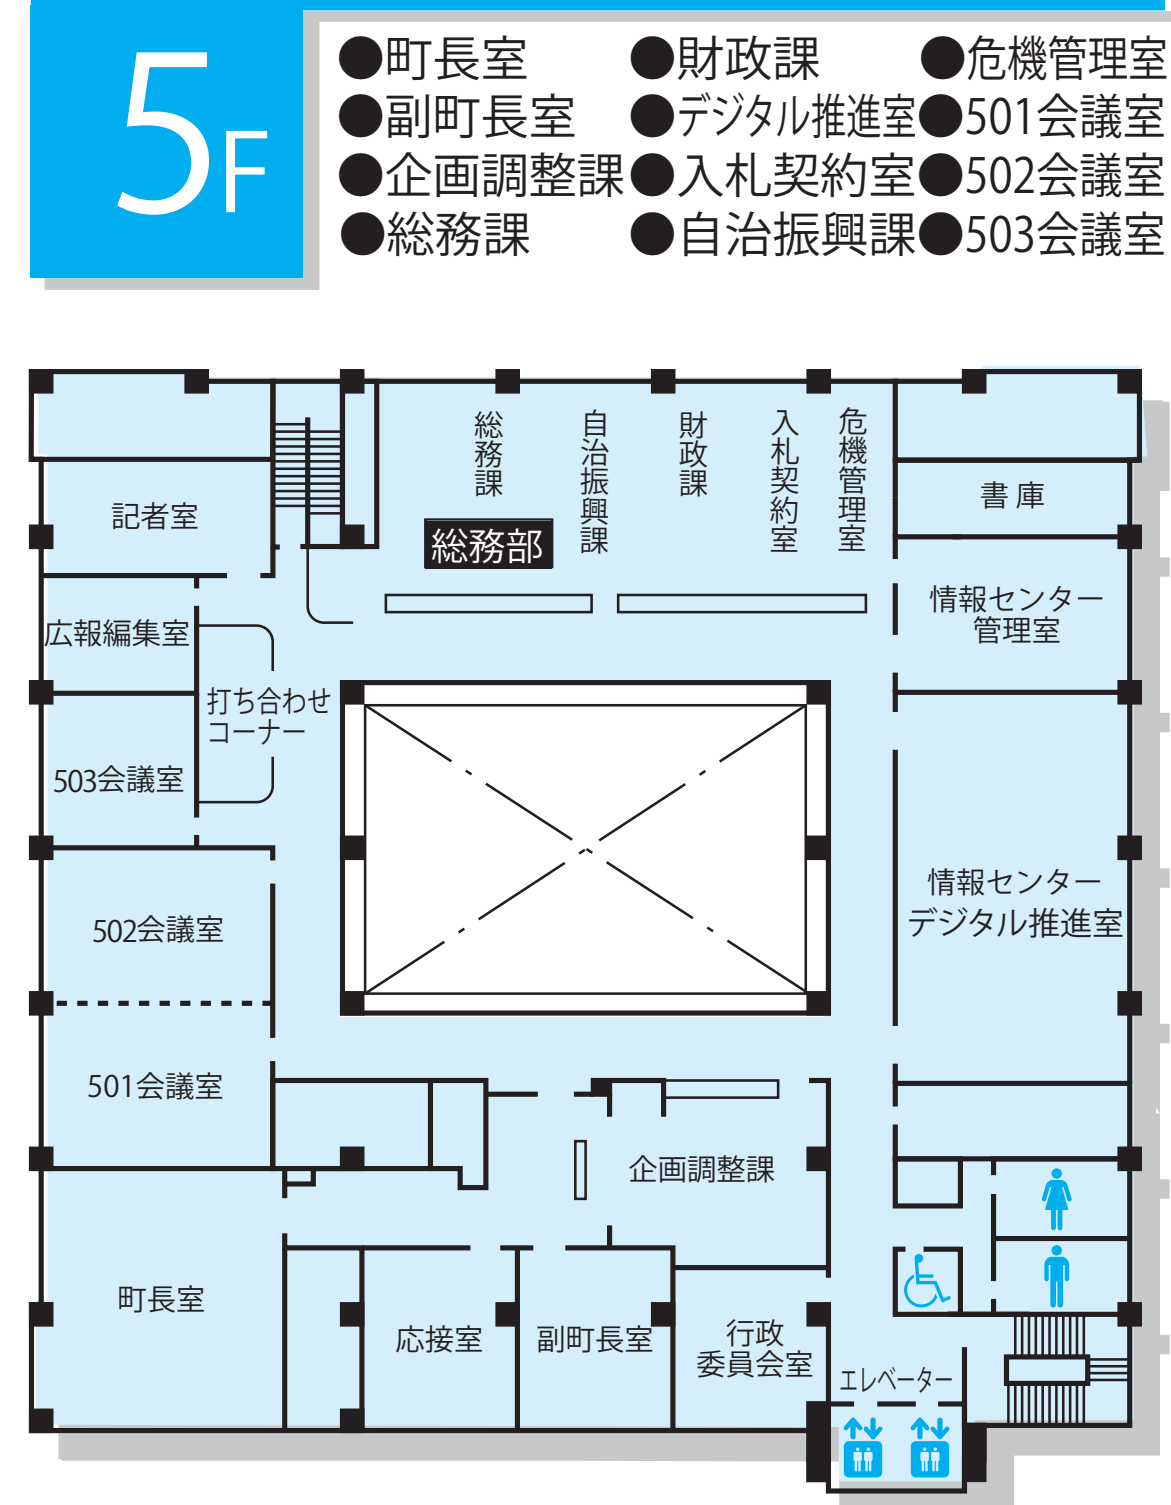 5F
●町長室
●副町長室
●企画調整課
●総務課
●財政課
●デジタル推進室
●入札契約室
●自治振興課
●危機管理室
●501会議室
●502会議室
●503会議室
総務課
自治振興課
財政課
入札契約室
危機管理室
総務部
書庫
記者室
情報センター
管理室
広報編集室
打ち合わせ
コーナー
503会議室
情報センター
デジタル推進室
502会議室
501会議室
企画調整課
町長室
応接室
副町長室
行政
委員会室
エレベーター